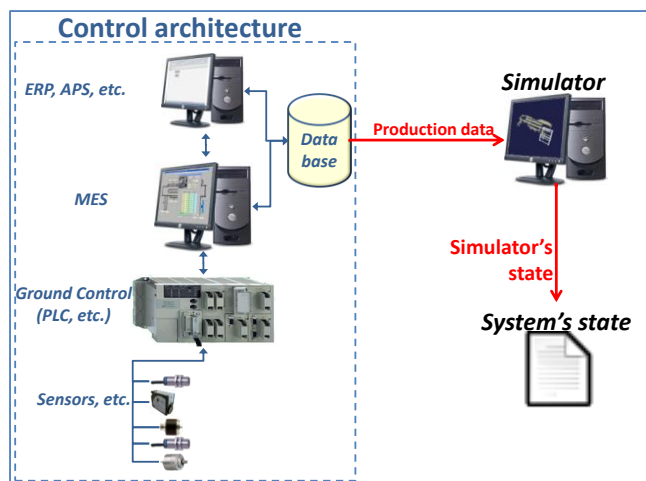 Control architecture
ERP, APS, etc.
Data
base
MES
Ground Control
(PLC, etc.)
Sensors, etc.
Production data
Simulator
Simulator's
state
System's state